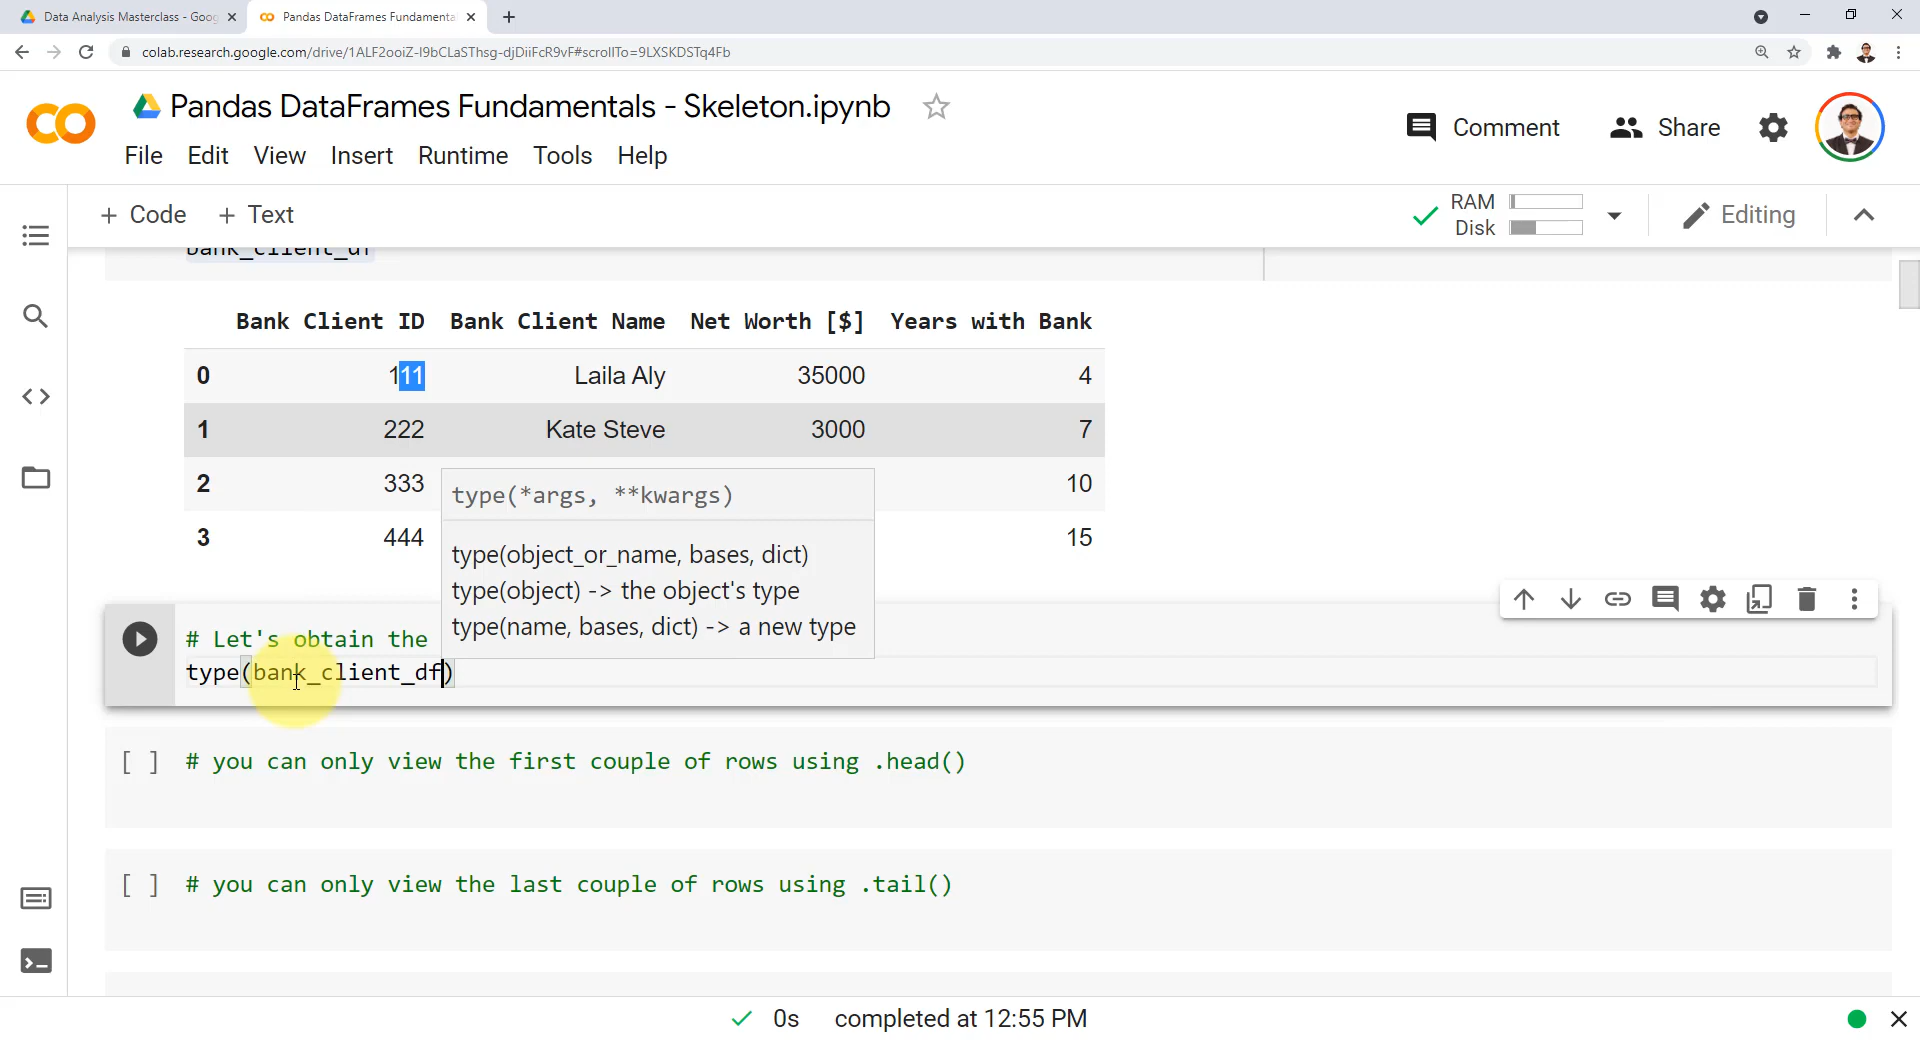 Data Analysis Masterclass - Goog
Pandas DataFrames Fundamenta
colab.research.google.com/drive/1ALF2ooiZ-I9bCLaSThsg-djDiiFcR9vF#scrollTo=9LXSKDSTq4Fb
Pandas DataFrames Fundamentals - Skeleton.ipynb
Comment
Share
File Edit View Insert Runtime Tools Help
+ Code + Text
RAM
Disk
Editing
bank_client_df
Bank Client ID Bank Client Name Net Worth [$] Years with Bank
0 111 Laila Aly 35000 4
1 222 Kate Steve 3000 7
2 333 10
3 444 15
type(*args, **kwargs)
type(object_or_name, bases, dict)
type(object) -> the object's type
type(name, bases, dict) -> a new type
# Let's obtain the
type(bank_client_df)
[ ] # you can only view the first couple of rows using .head()
[ ] # you can only view the last couple of rows using .tail()
0s completed at 12:55 PM